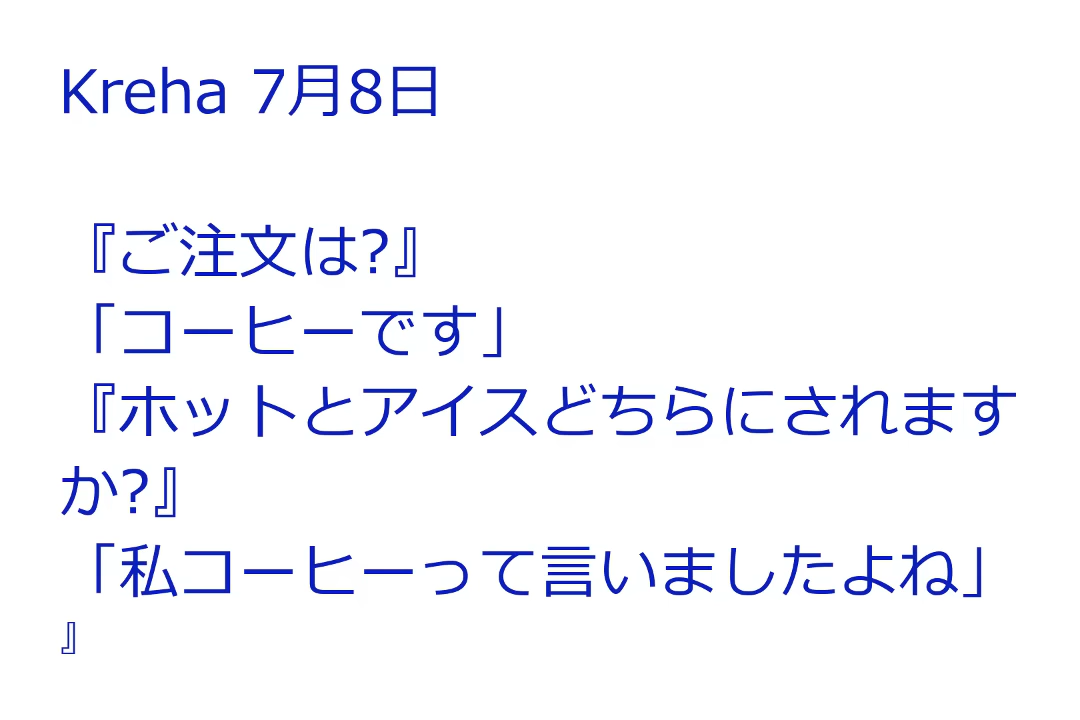 Kreha 7月8日
『ご注文は?』
「コーヒーです」
『ホットとアイスどちらにされます
か?』
「私コーヒーって言いましたよね」
』